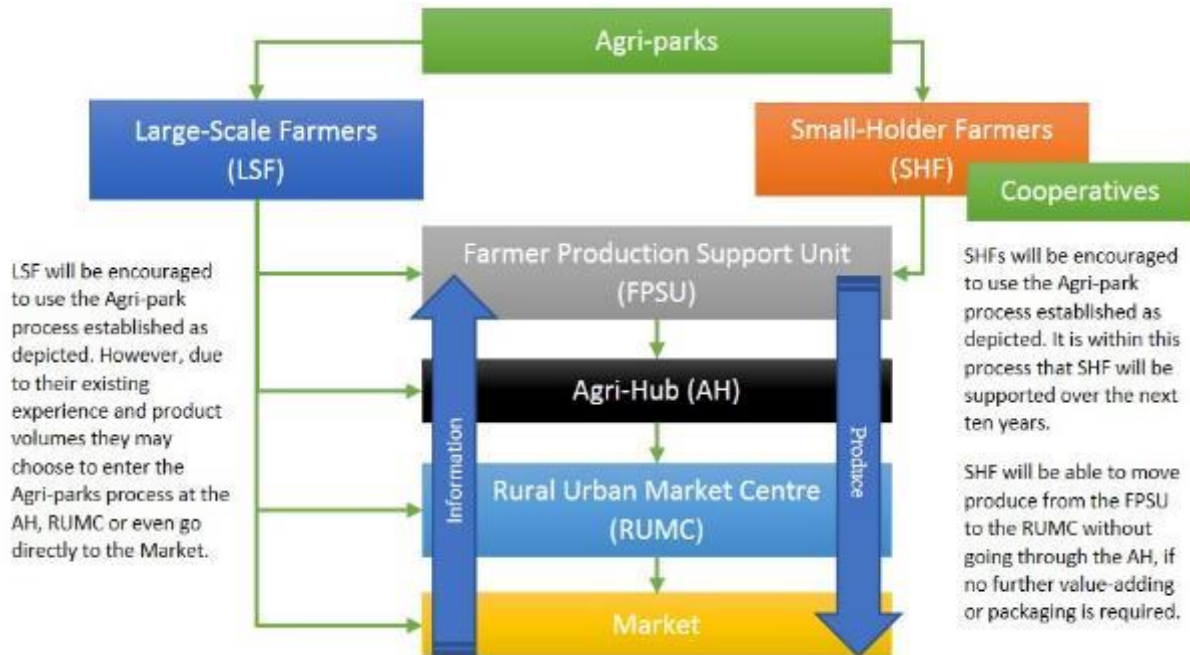 Agri-parks
Large-Scale Farmers
(LSF)
Small-Holder Farmers
(SHF)
Cooperatives
LSF will be encouraged
to use the Agri-park
process established as
depicted. However, due
to their existing
experience and product
volumes they may
choose to enter the
Agri-parks process at the
AH, RUMC or even go
directly to the Market.
Farmer Production Support Unit
(FPSU)
Agri-Hub (AH)
Rural Urban Market Centre
(RUMC)
Market
Information
Produce
SHFs will be encouraged
to use the Agri-park
process established as
depicted. It is within this
process that SHF will be
supported over the next
ten years.
SHF will be able to move
produce from the FPSU
to the RUMC without
going through the AH, if
no further value-adding
or packaging is required.